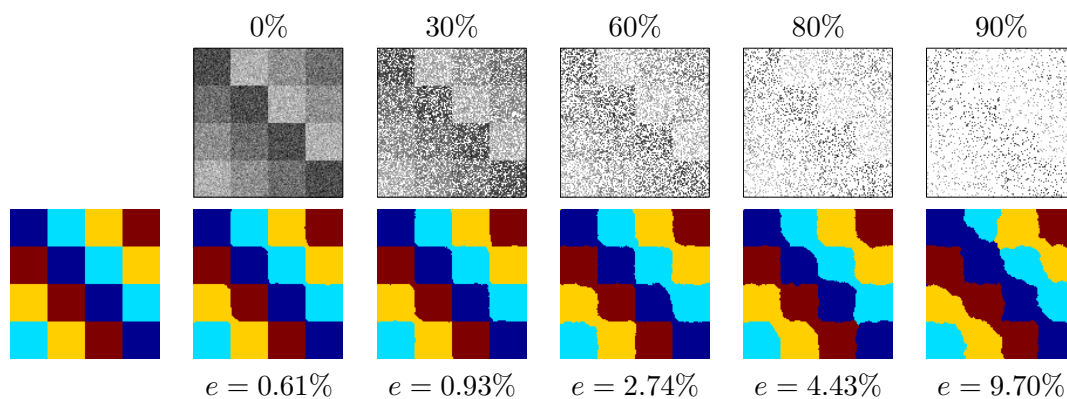 0% 30% 60% 80% 90%
e = 0.61% e = 0.93% e = 2.74% e = 4.43% e = 9.70%